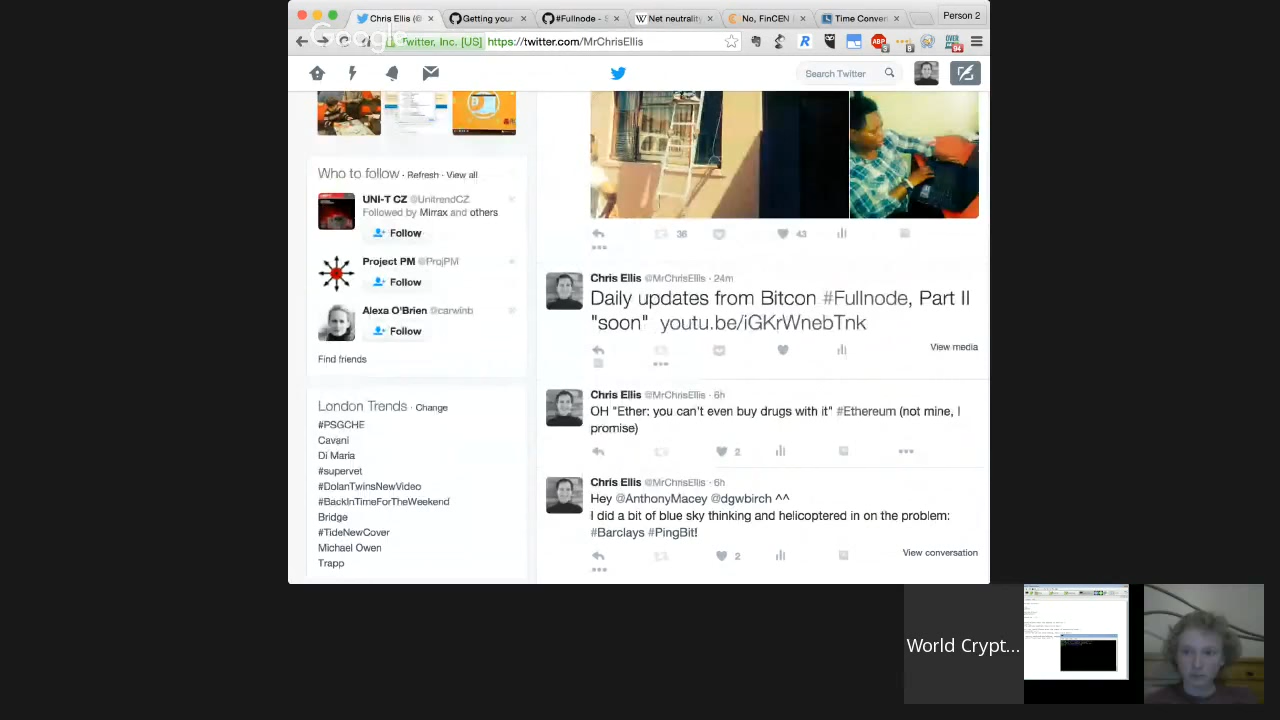 Chris Ellis (@
Getting your
#Fullnode - 
Net neutrality
No, FinCEN
Time Conver
Person 2
Google
Twitter, Inc. [US] https://twitter.com/MrChrisEllis
Search Twitter
Who to follow · Refresh · View all
UNI-T CZ @UnitrendCZ
Followed by Mirrax and others
Follow
Project PM @ProjPM
Follow
Alexa O'Brien @carwinb
Follow
Find friends
London Trends · Change
#PSGCHE
Cavani
Di Maria
#supervet
#DolanTwinsNewVideo
#BackInTimeForTheWeekend
Bridge
#TideNewCover
Michael Owen
Trapp
36
43
Chris Ellis @MrChrisEllis · 24m
Daily updates from Bitcon #Fullnode, Part II
"soon" youtu.be/iGKrWnebTnk
View media
Chris Ellis @MrChrisEllis · 6h
OH "Ether: you can't even buy drugs with it" #Ethereum (not mine, I
promise)
2
Chris Ellis @MrChrisEllis · 6h
Hey @AnthonyMacey @dgwbirch ^^
I did a bit of blue sky thinking and helicoptered in on the problem:
#Barclays #PingBit!
2
View conversation
World Crypt...